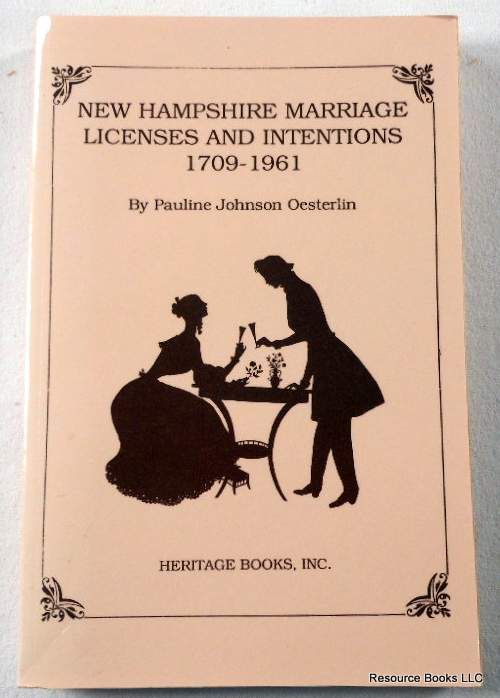 NEW HAMPSHIRE MARRIAGE
LICENSES AND INTENTIONS
1709-1961
By Pauline Johnson Oesterlin
HERITAGE BOOKS, INC.
Resource Books LLC